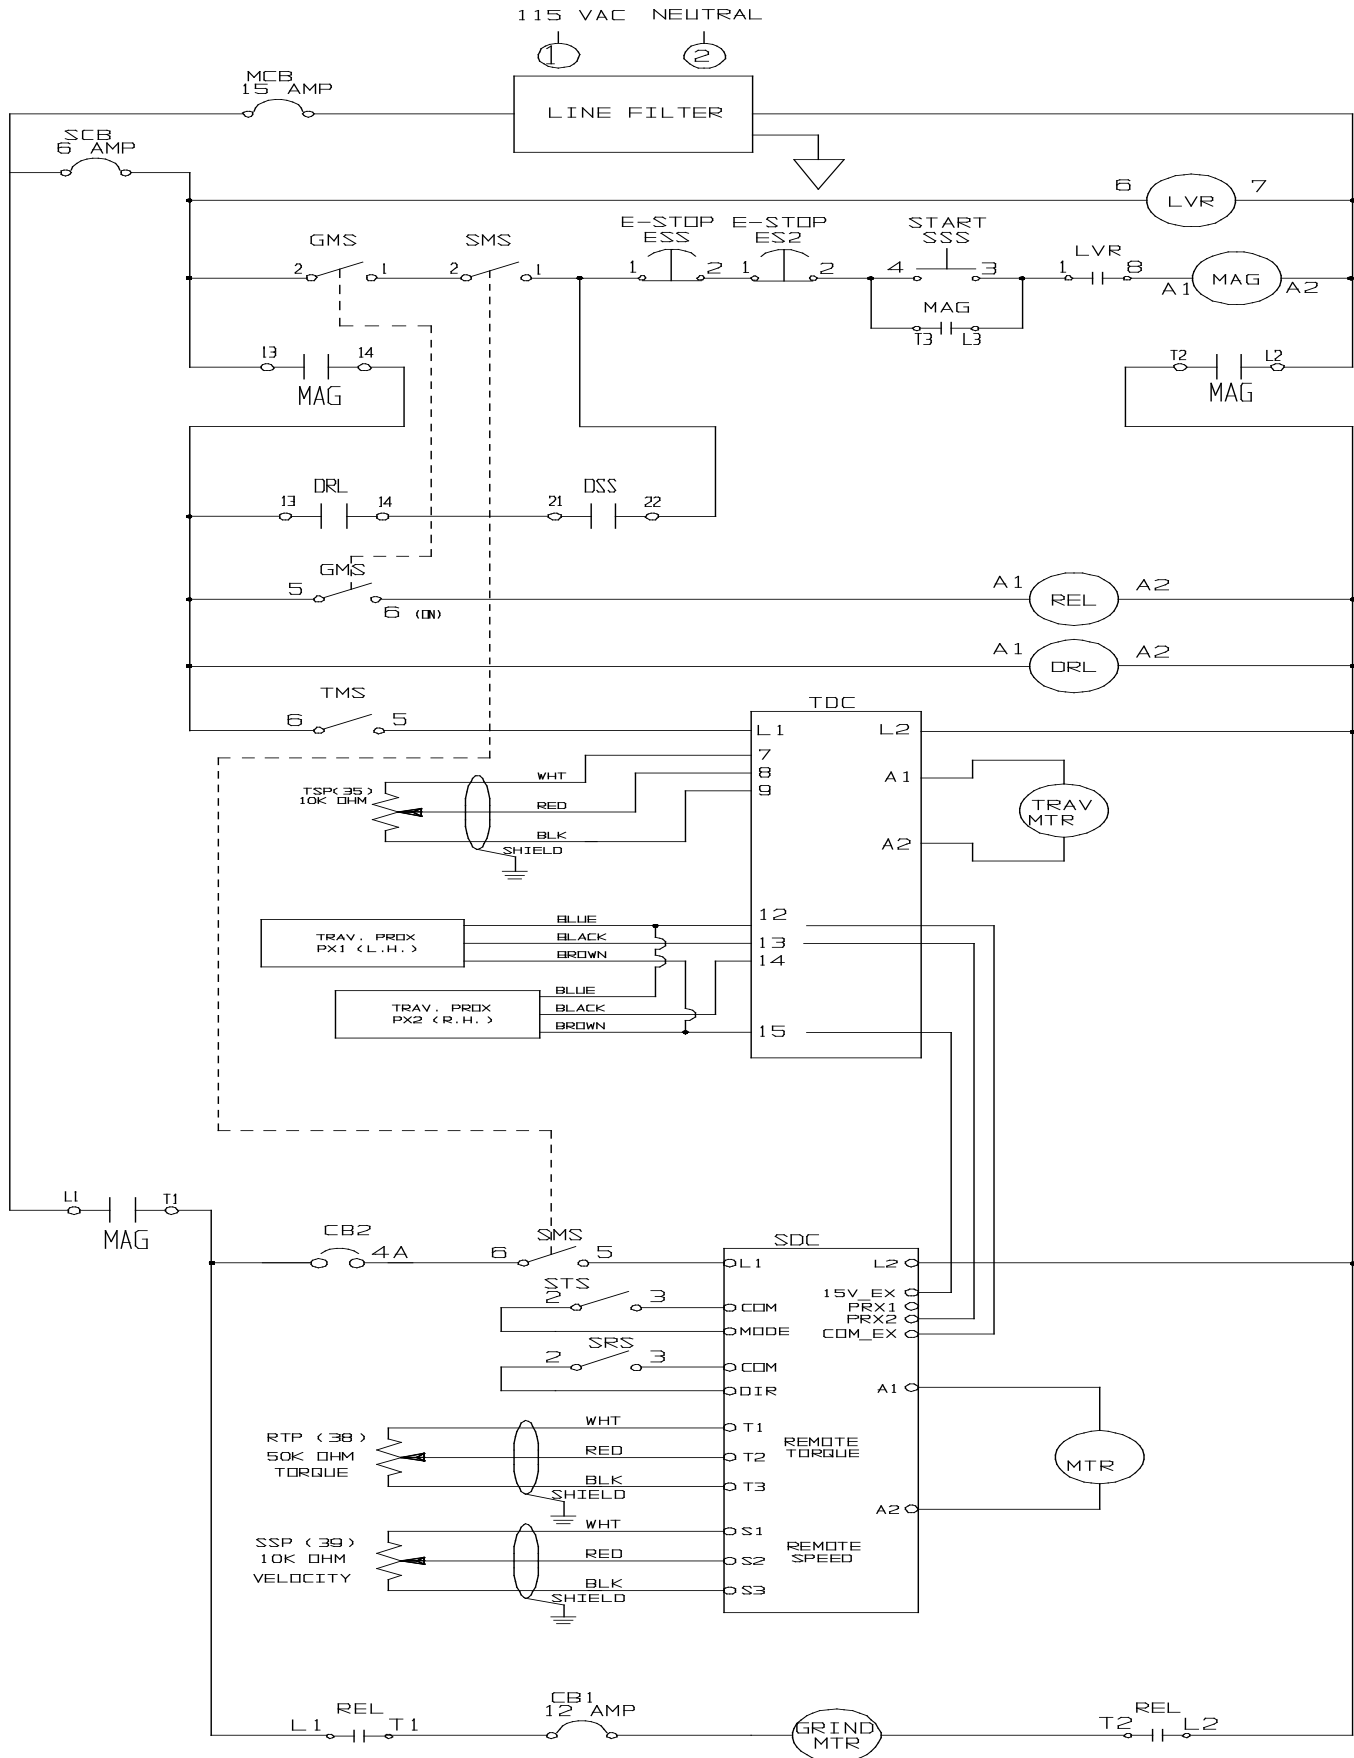 115 VAC NEUTRAL
1 2
MCB
15 AMP
LINE FILTER
SCB
6 AMP
6 LVR 7
GMS
2 1
SMS
2 1
E-STOP
ESS
1 2
E-STOP
ES2
1 2
START
SSS
4 3
LVR
1 8
A1 MAG A2
MAG
T3 L3
13 14
MAG
T2 L2
MAG
DRL
13 14
DSS
21 22
GMS
5 6 (ON)
A1 REL A2
A1 DRL A2
TMS
6 5
TDC
L1 L2
7
8
9
A1
A2
TRAV
MTR
TSP(35)
10K OHM
WHT
RED
BLK
SHIELD
12
13
14
15
TRAV. PROX
PX1 (L.H.)
BLUE
BLACK
BROWN
TRAV. PROX
PX2 (R.H.)
BLUE
BLACK
BROWN
L1 T1
MAG
CB2
4A
SMS
6 5
SDC
L1 L2
STS
2 3
COM
MODE
15V_EX
PRX1
PRX2
COM_EX
SRS
2 3
COM
DIR
A1
A2
MTR
RTP (38)
50K OHM
TORQUE
WHT
RED
BLK
SHIELD
T1
T2
T3
REMOTE
TORQUE
SSP (39)
10K OHM
VELOCITY
WHT
RED
BLK
SHIELD
S1
S2
S3
REMOTE
SPEED
REL
L1 T1
CB1
12 AMP
GRIND
MTR
REL
T2 L2